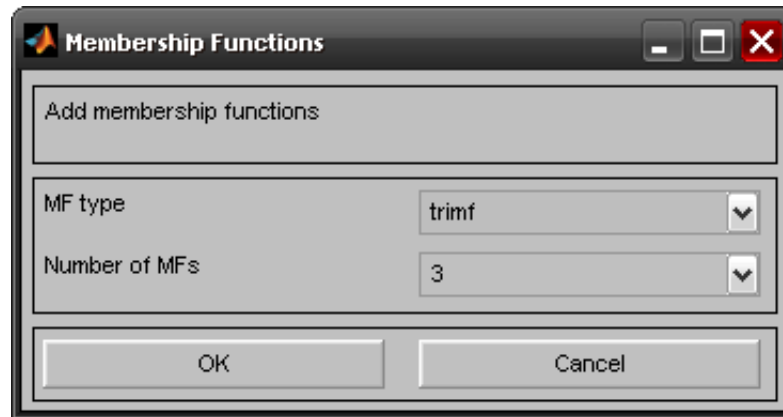 Membership Functions
Add membership functions
MF type
trimf
Number of MFs
3
OK
Cancel